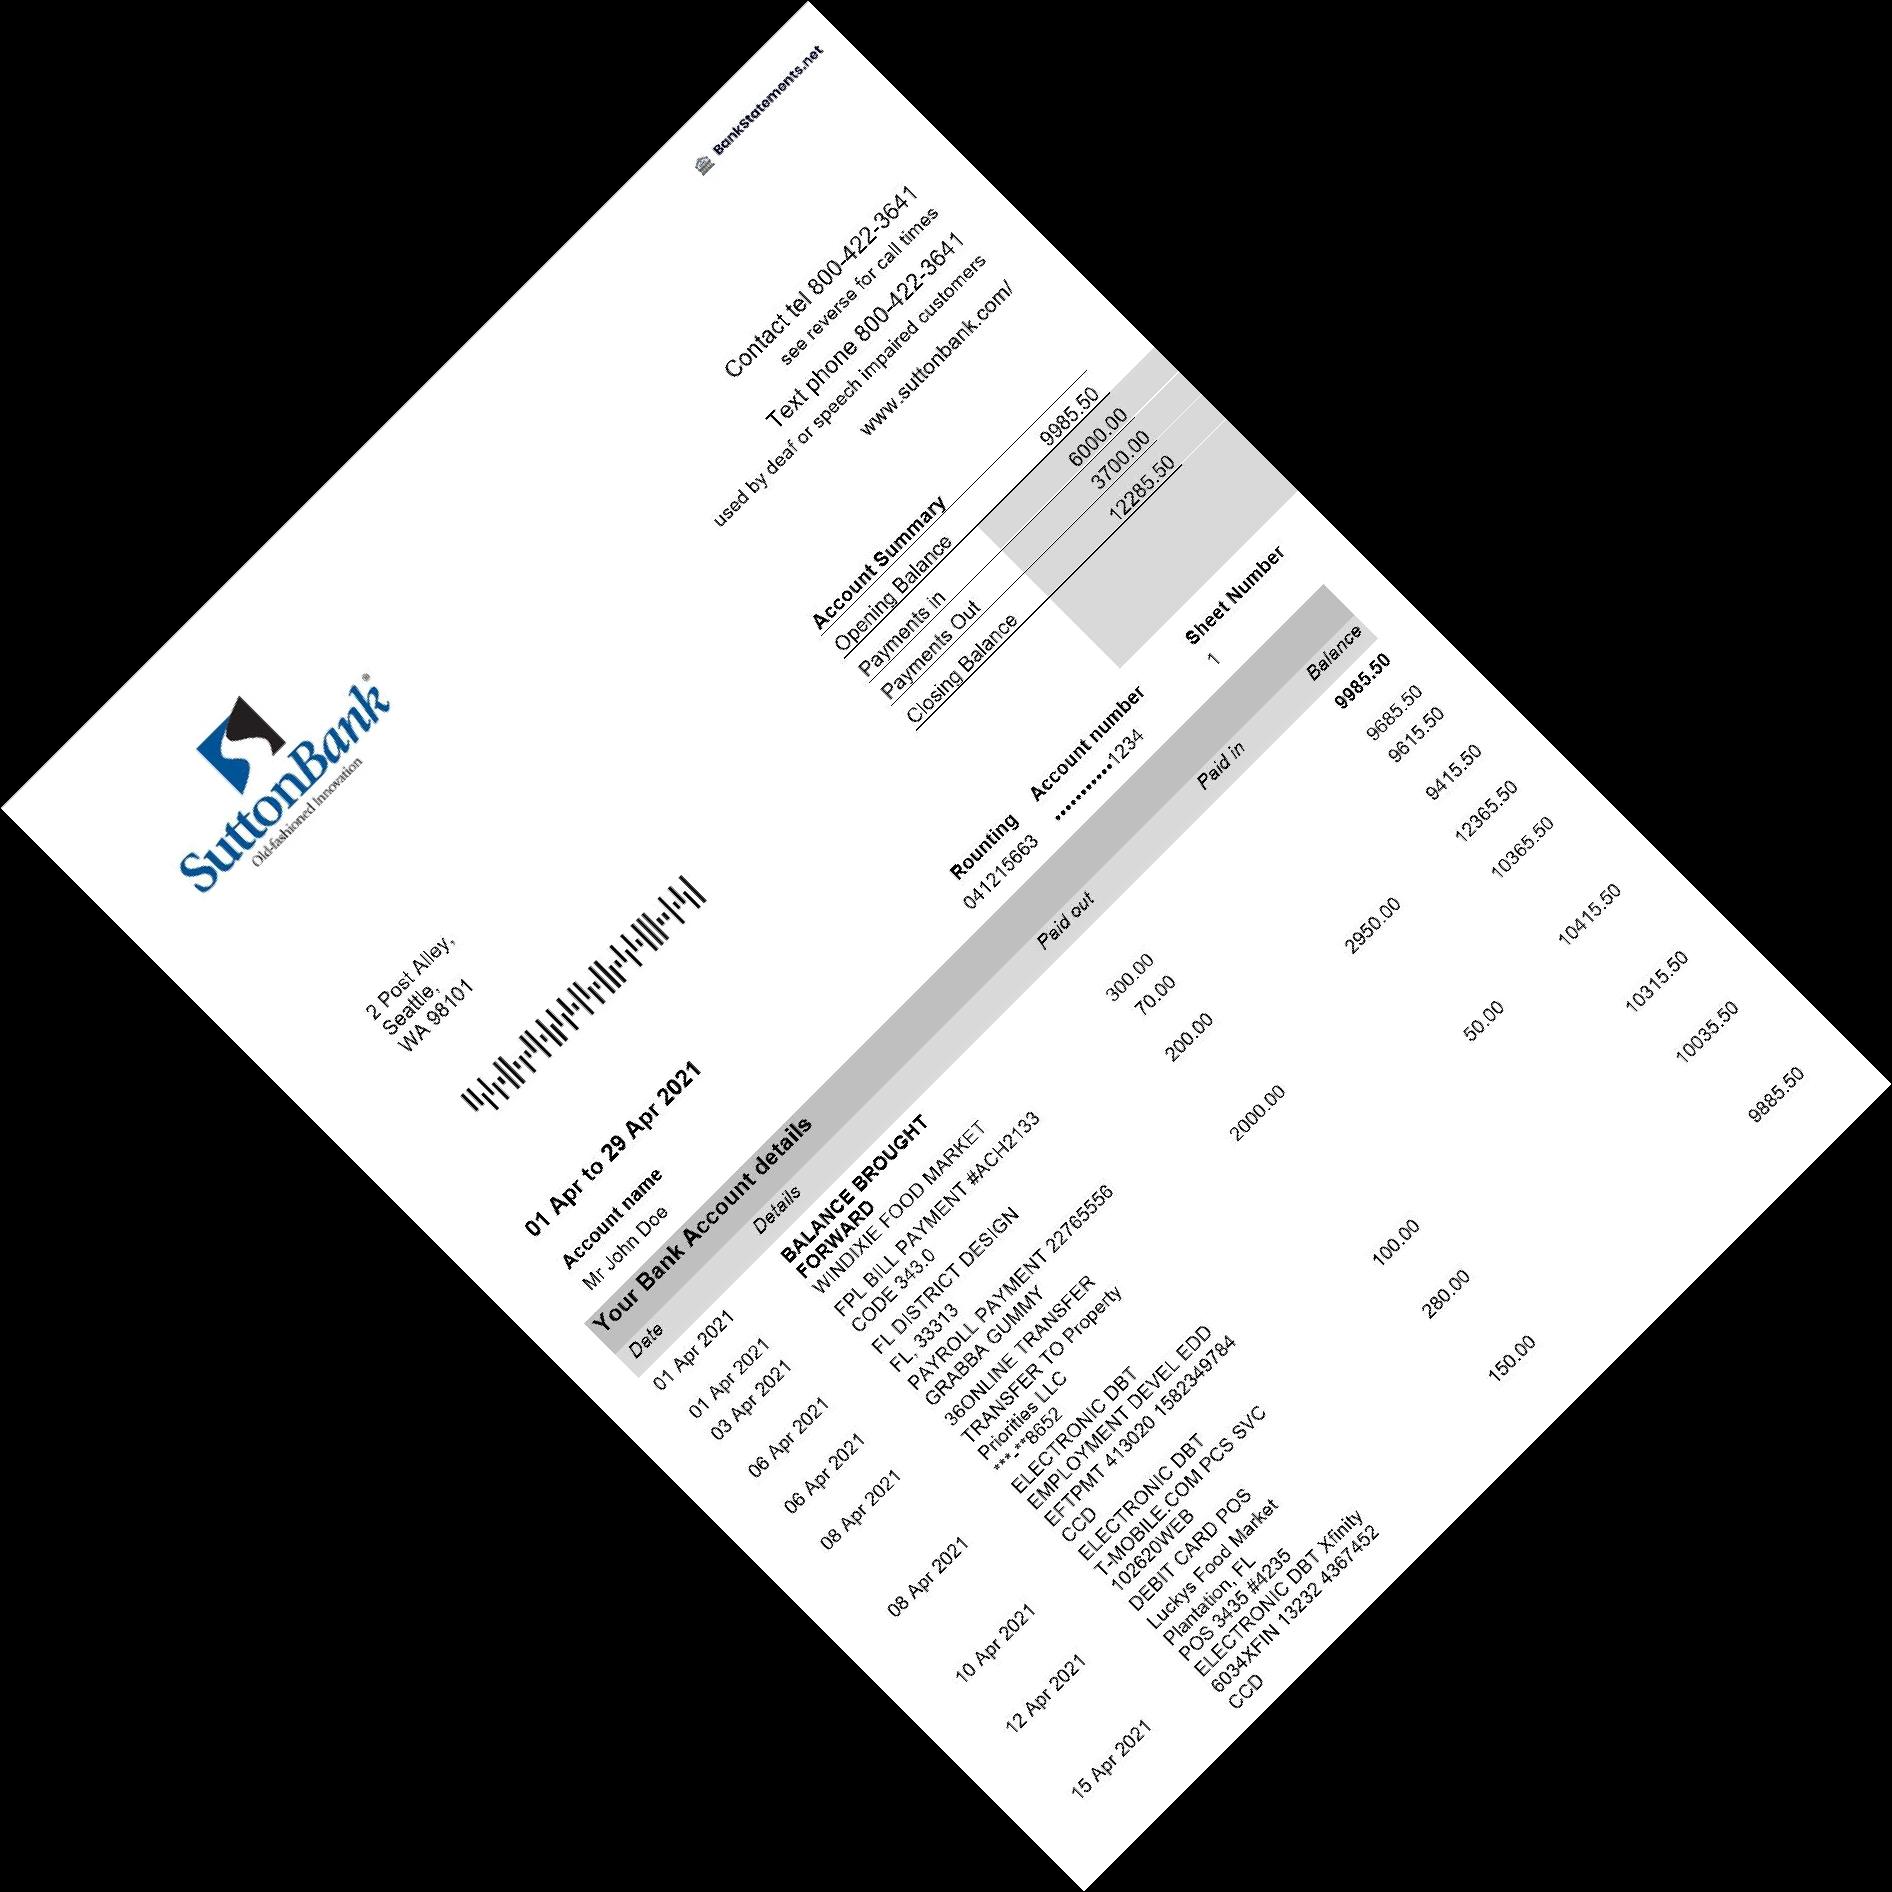 BankStatements.net
SuttonBank®
Old-fashioned Innovation
Contact tel 800-422-3641
see reverse for call times
Text phone 800-422-3641
used by deaf or speech impaired customers
www.suttonbank.com/
2 Post Alley,
Seattle,
WA 98101
Account Summary
Opening Balance 9985.50
Payments in 6000.00
Payments Out 3700.00
Closing Balance 12285.50
01 Apr to 29 Apr 2021
Account name Rounting Account number Sheet Number
Mr John Doe 041215663 ••••••••••1234 1
Your Bank Account details
Date Details Paid out Paid in Balance
01 Apr 2021 BALANCE BROUGHT 9985.50
FORWARD
01 Apr 2021 WINDIXIE FOOD MARKET 300.00 9685.50
03 Apr 2021 FPL BILL PAYMENT #ACH2133 70.00 9615.50
CODE 343.0
06 Apr 2021 FL DISTRICT DESIGN 200.00 9415.50
FL, 33313
06 Apr 2021 PAYROLL PAYMENT 22765556 2950.00 12365.50
GRABBA GUMMY
08 Apr 2021 36ONLINE TRANSFER 2000.00 10365.50
TRANSFER TO Property
Priorities LLC
***-**8652
08 Apr 2021 ELECTRONIC DBT 50.00 10415.50
EMPLOYMENT DEVEL EDD
EFTPMT 413020 1582349784
CCD
10 Apr 2021 ELECTRONIC DBT 100.00 10315.50
T-MOBILE.COM PCS SVC
102620WEB
12 Apr 2021 DEBIT CARD POS 280.00 10035.50
Luckys Food Market
Plantation, FL
POS 3435 #4235
15 Apr 2021 ELECTRONIC DBT Xfinity 150.00 9885.50
6034XFIN 13232 4367452
CCD